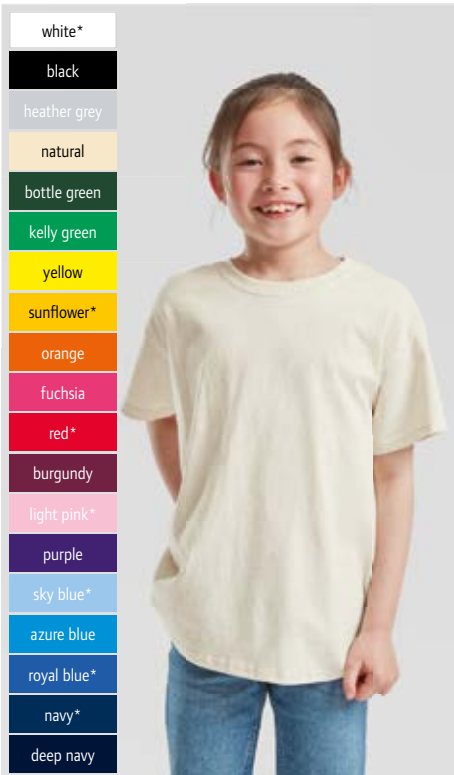 white*
black
heather grey
natural
bottle green
kelly green
yellow
sunflower*
orange
fuchsia
red*
burgundy
light pink*
purple
sky blue*
azure blue
royal blue*
navy*
deep navy